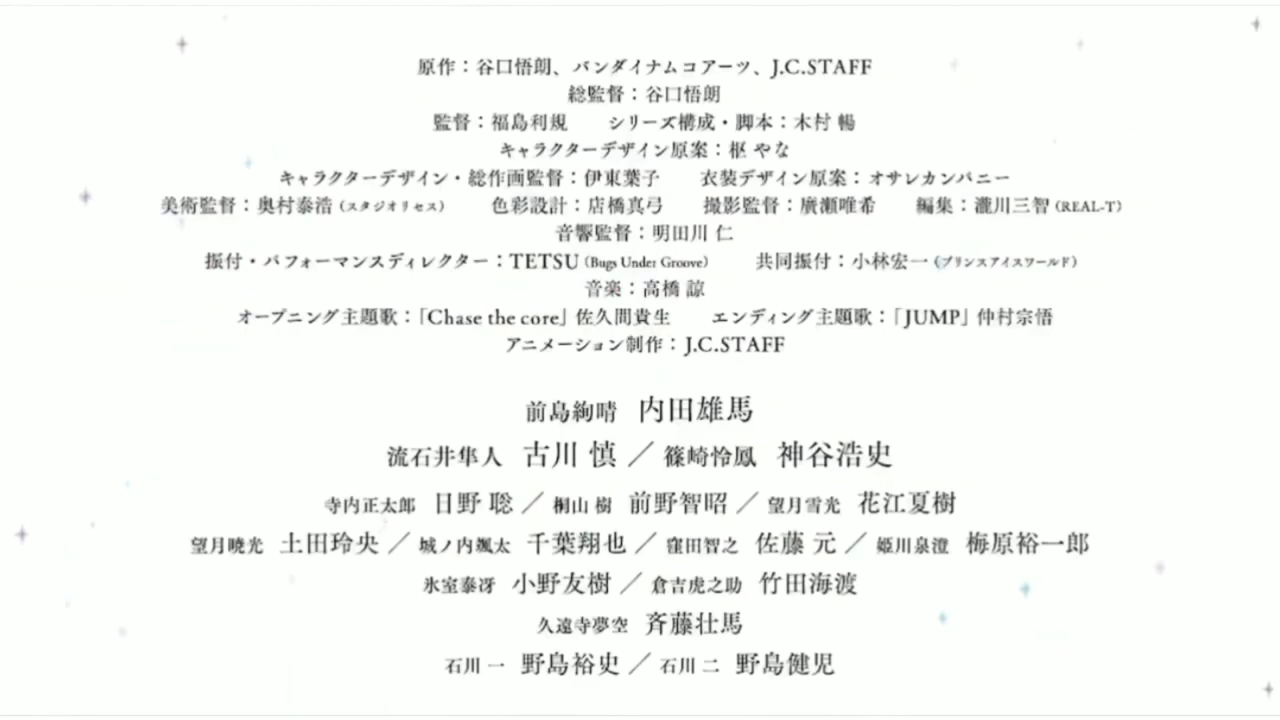 原作：谷口悟朗、バンダイナムコアーツ、J.C.STAFF
総監督：谷口悟朗
監督：福島利規　シリーズ構成・脚本：木村 暢
キャラクターデザイン原案：枢 やな
キャラクターデザイン・総作画監督：伊東葉子　衣装デザイン原案：オサレカンパニー
美術監督：奥村泰浩（スタジオリセス）　色彩設計：店橋真弓　撮影監督：廣瀬唯希　編集：瀧川三智（REAL-T）
音響監督：明田川 仁
振付・パフォーマンスディレクター：TETSU（Bugs Under Groove）　共同振付：小林宏一（プリンスアイスワールド）
音楽：高橋 諒
オープニング主題歌：「Chase the core」佐久間貴生　エンディング主題歌：「JUMP」仲村宗悟
アニメーション制作：J.C.STAFF
前島絢晴　内田雄馬
流石井隼人　古川 慎／篠崎怜鳳　神谷浩史
寺内正太郎　日野 聡／桐山 樹　前野智昭／望月雪光　花江夏樹
望月暁光　土田玲央／城ノ内颯太　千葉翔也／窪田智之　佐藤 元／姫川泉澄　梅原裕一郎
氷室泰冴　小野友樹／倉吉虎之助　竹田海渡
久遠寺夢空　斉藤壮馬
石川 一　野島裕史／石川 二　野島健児